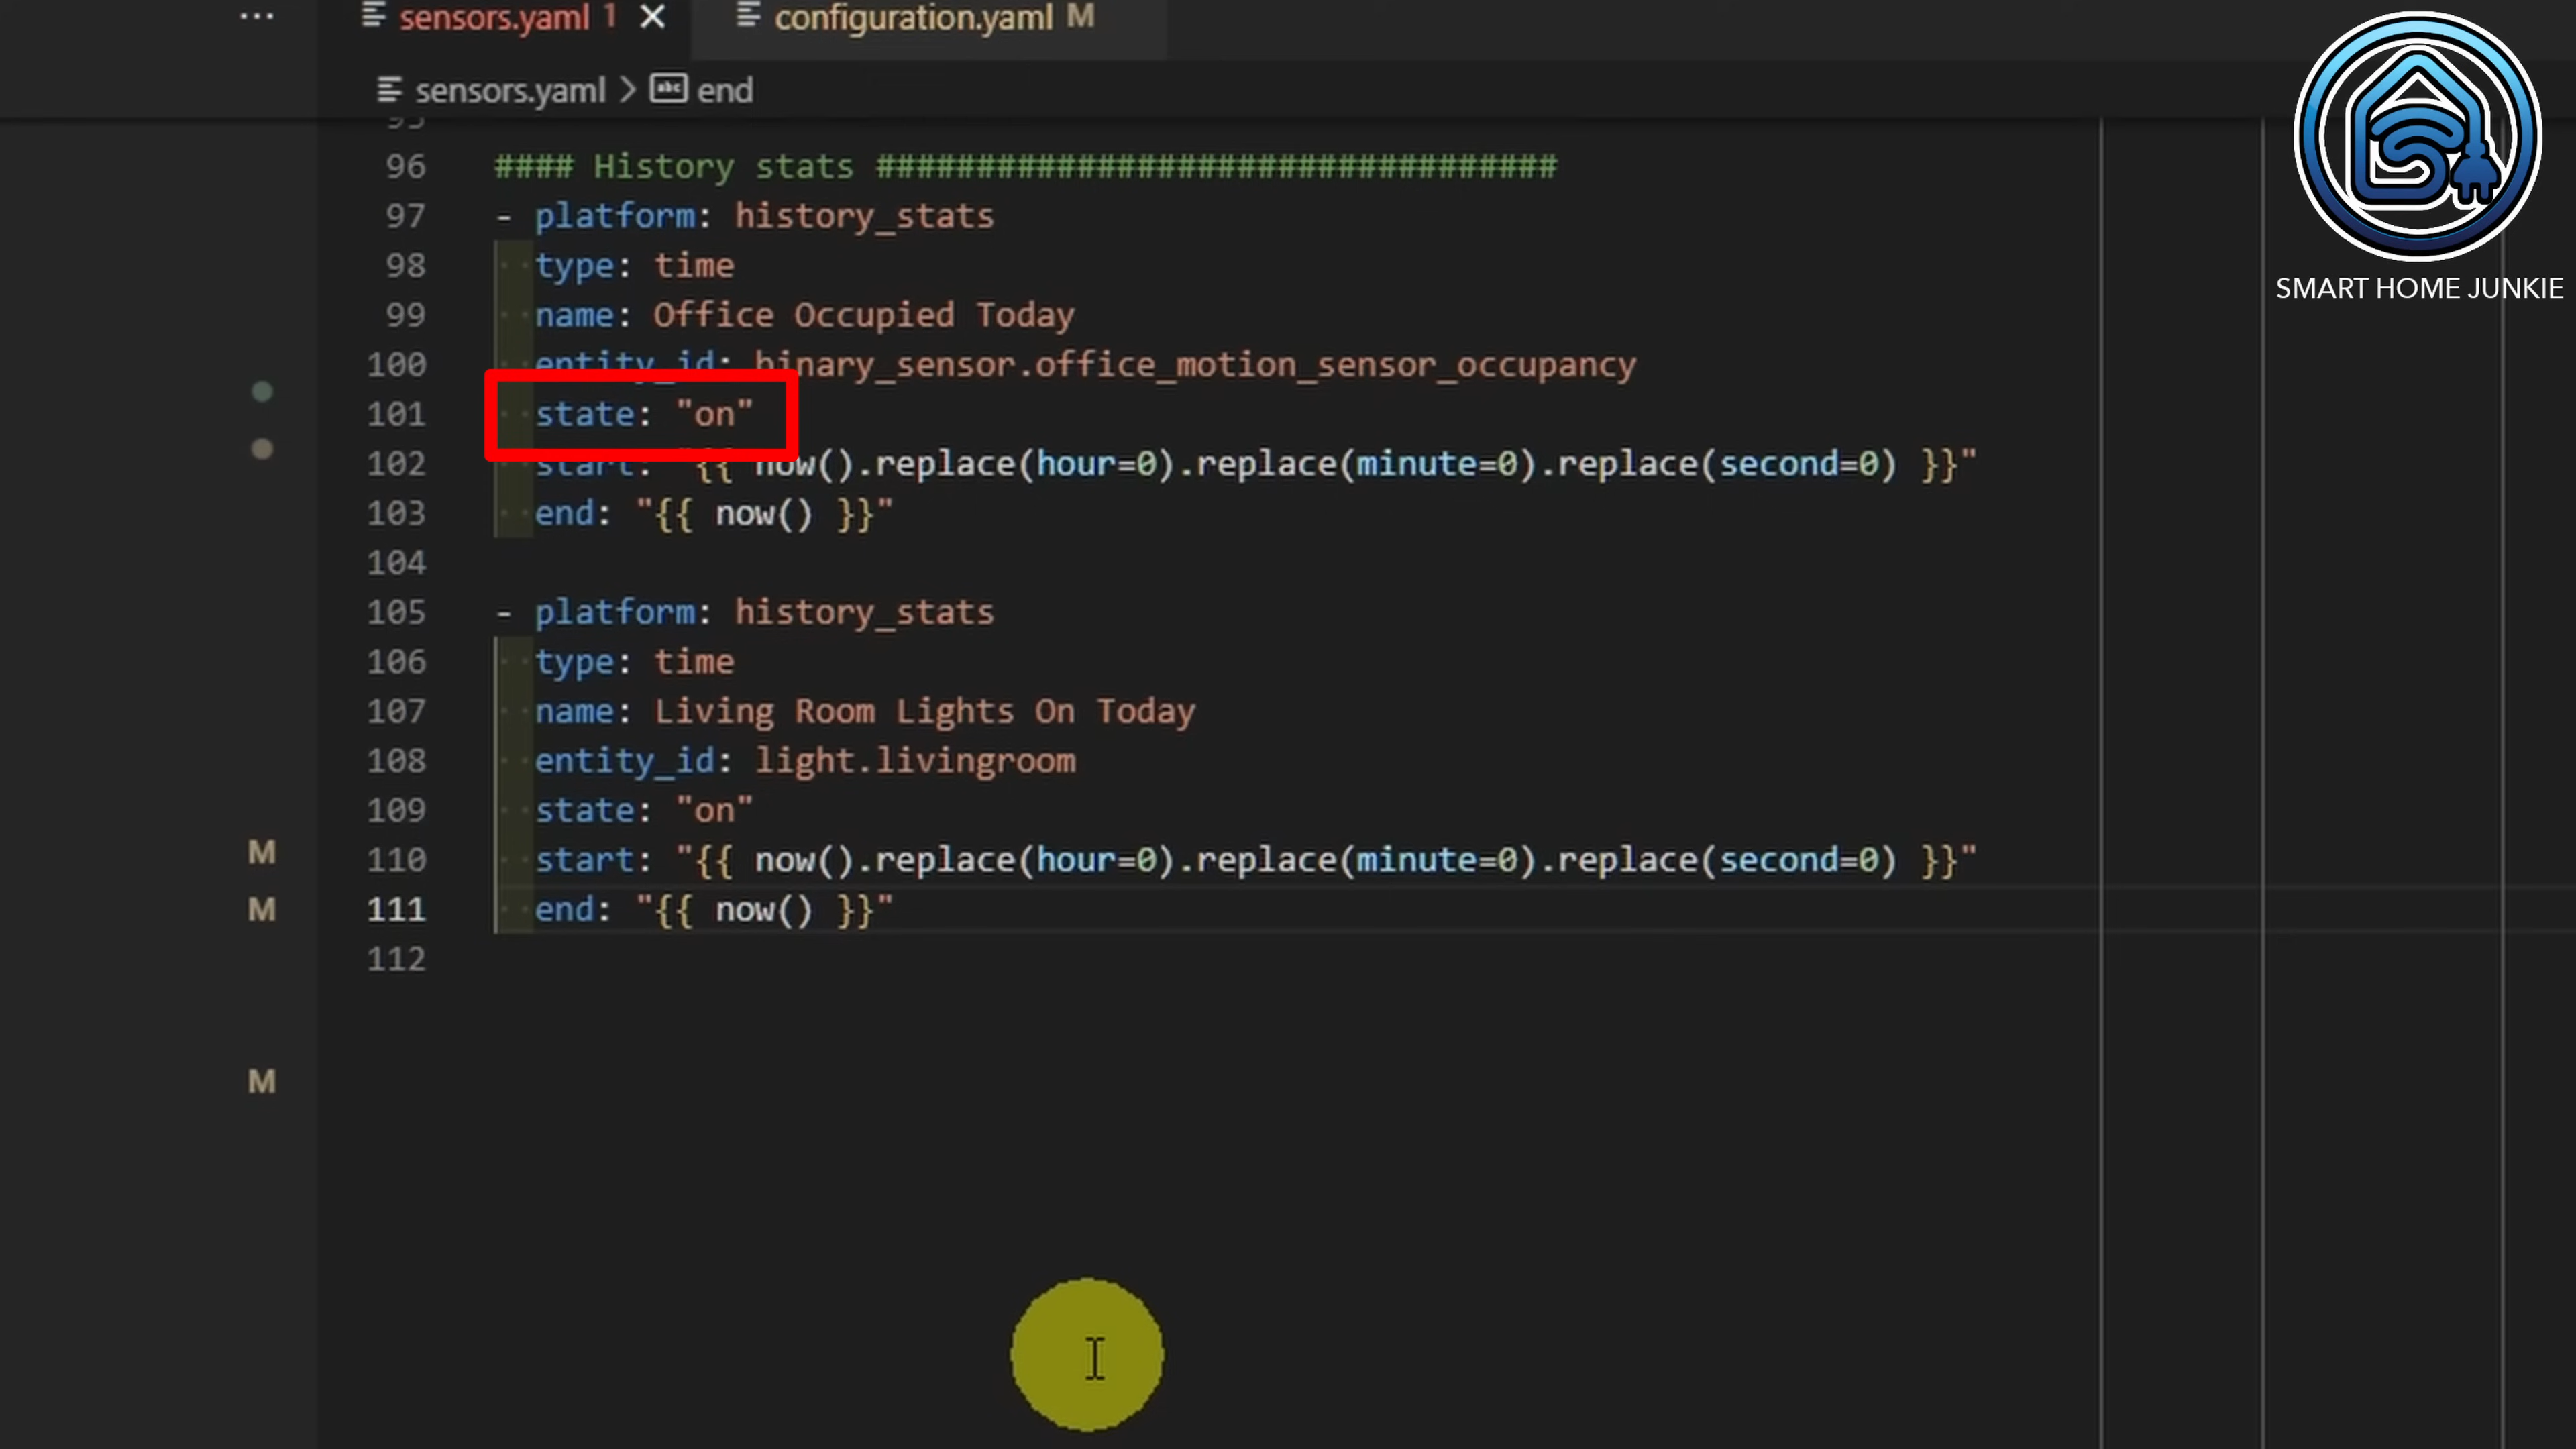 ··· sensors.yaml 1 × configuration.yaml M
sensors.yaml > abc end
SMART HOME JUNKIE
95
96 #### History stats ##################################
97 - platform: history_stats
98 type: time
99 name: Office Occupied Today
100 entity_id: binary_sensor.office_motion_sensor_occupancy
101 state: "on"
102 start: "{{ now().replace(hour=0).replace(minute=0).replace(second=0) }}"
103 end: "{{ now() }}"
104
105 - platform: history_stats
106 type: time
107 name: Living Room Lights On Today
108 entity_id: light.livingroom
109 state: "on"
M 110 start: "{{ now().replace(hour=0).replace(minute=0).replace(second=0) }}"
M 111 end: "{{ now() }}"
112
M